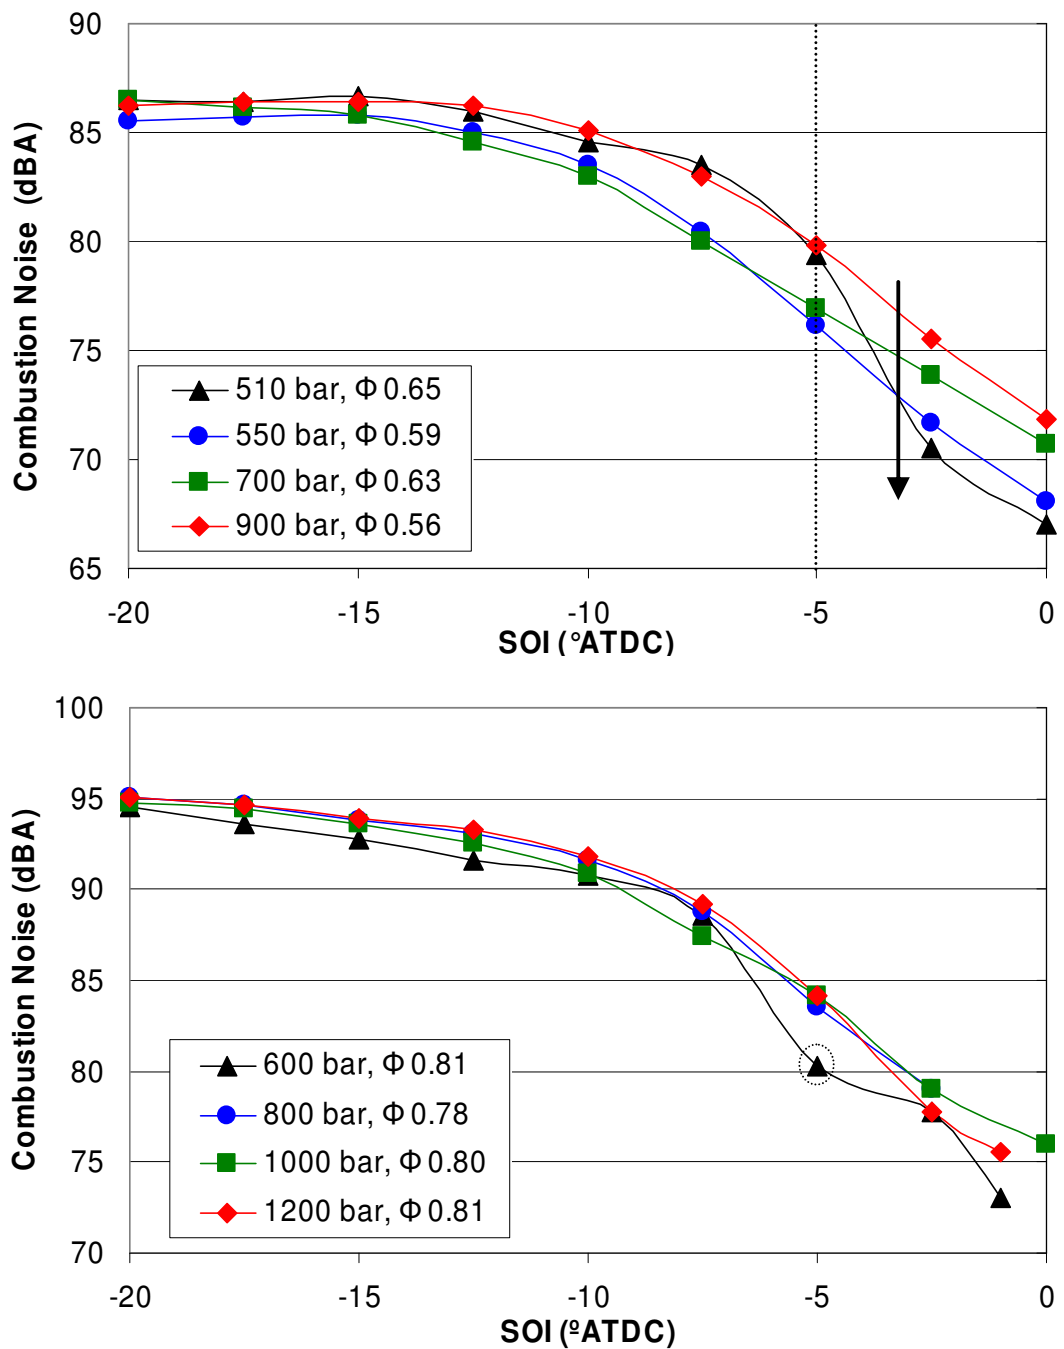 90
85
80
75
70
65
Combustion Noise (dBA)
510 bar, Φ 0.65
550 bar, Φ 0.59
700 bar, Φ 0.63
900 bar, Φ 0.56
-20 -15 -10 -5 0
SOI (°ATDC)
100
95
90
85
80
75
70
Combustion Noise (dBA)
600 bar, Φ 0.81
800 bar, Φ 0.78
1000 bar, Φ 0.80
1200 bar, Φ 0.81
-20 -15 -10 -5 0
SOI (ºATDC)